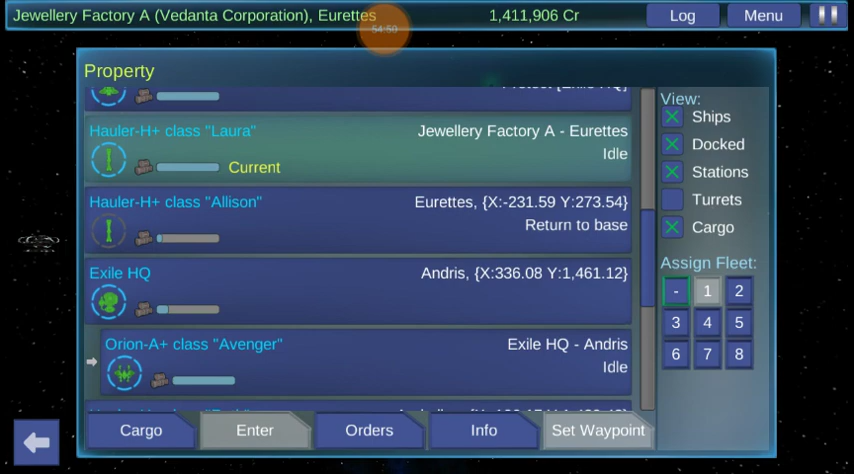 Jewellery Factory A (Vedanta Corporation), Eurettes 1,411,906 Cr Log Menu
54:50
Property
View:
Ships
Hauler-H+ class "Laura" Jewellery Factory A - Eurettes
Docked
Idle
Current
Stations
Hauler-H+ class "Allison" Eurettes, {X:-231.59 Y:273.54}
Turrets
Return to base
Cargo
Assign Fleet:
Exile HQ Andris, {X:336.08 Y:1,461.12}
- 1 2
3 4 5
Orion-A+ class "Avenger" Exile HQ - Andris
6 7 8
Idle
Cargo Enter Orders Info Set Waypoint